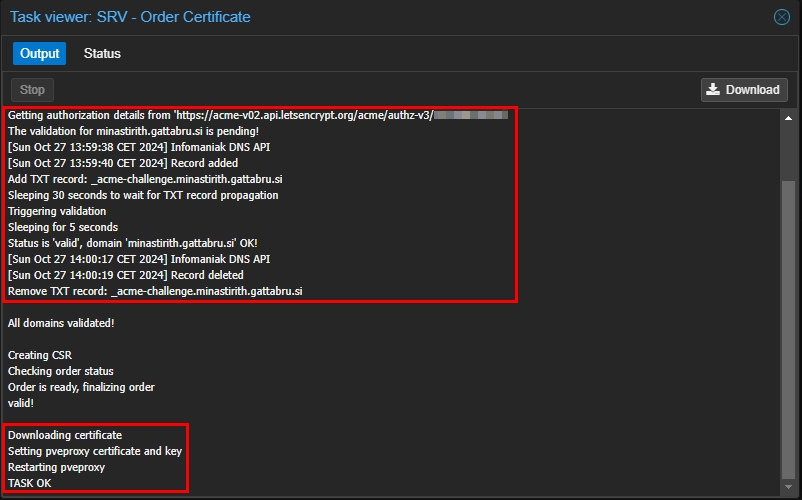 Task viewer: SRV - Order Certificate
Output
Status
Stop
Download
Getting authorization details from 'https://acme-v02.api.letsencrypt.org/acme/authz-v3/
The validation for minastirith.gattabru.si is pending!
[Sun Oct 27 13:59:38 CET 2024] Infomaniak DNS API
[Sun Oct 27 13:59:40 CET 2024] Record added
Add TXT record: _acme-challenge.minastirith.gattabru.si
Sleeping 30 seconds to wait for TXT record propagation
Triggering validation
Sleeping for 5 seconds
Status is 'valid', domain 'minastirith.gattabru.si' OK!
[Sun Oct 27 14:00:17 CET 2024] Infomaniak DNS API
[Sun Oct 27 14:00:19 CET 2024] Record deleted
Remove TXT record: _acme-challenge.minastirith.gattabru.si
All domains validated!
Creating CSR
Checking order status
Order is ready, finalizing order
valid!
Downloading certificate
Setting pveproxy certificate and key
Restarting pveproxy
TASK OK